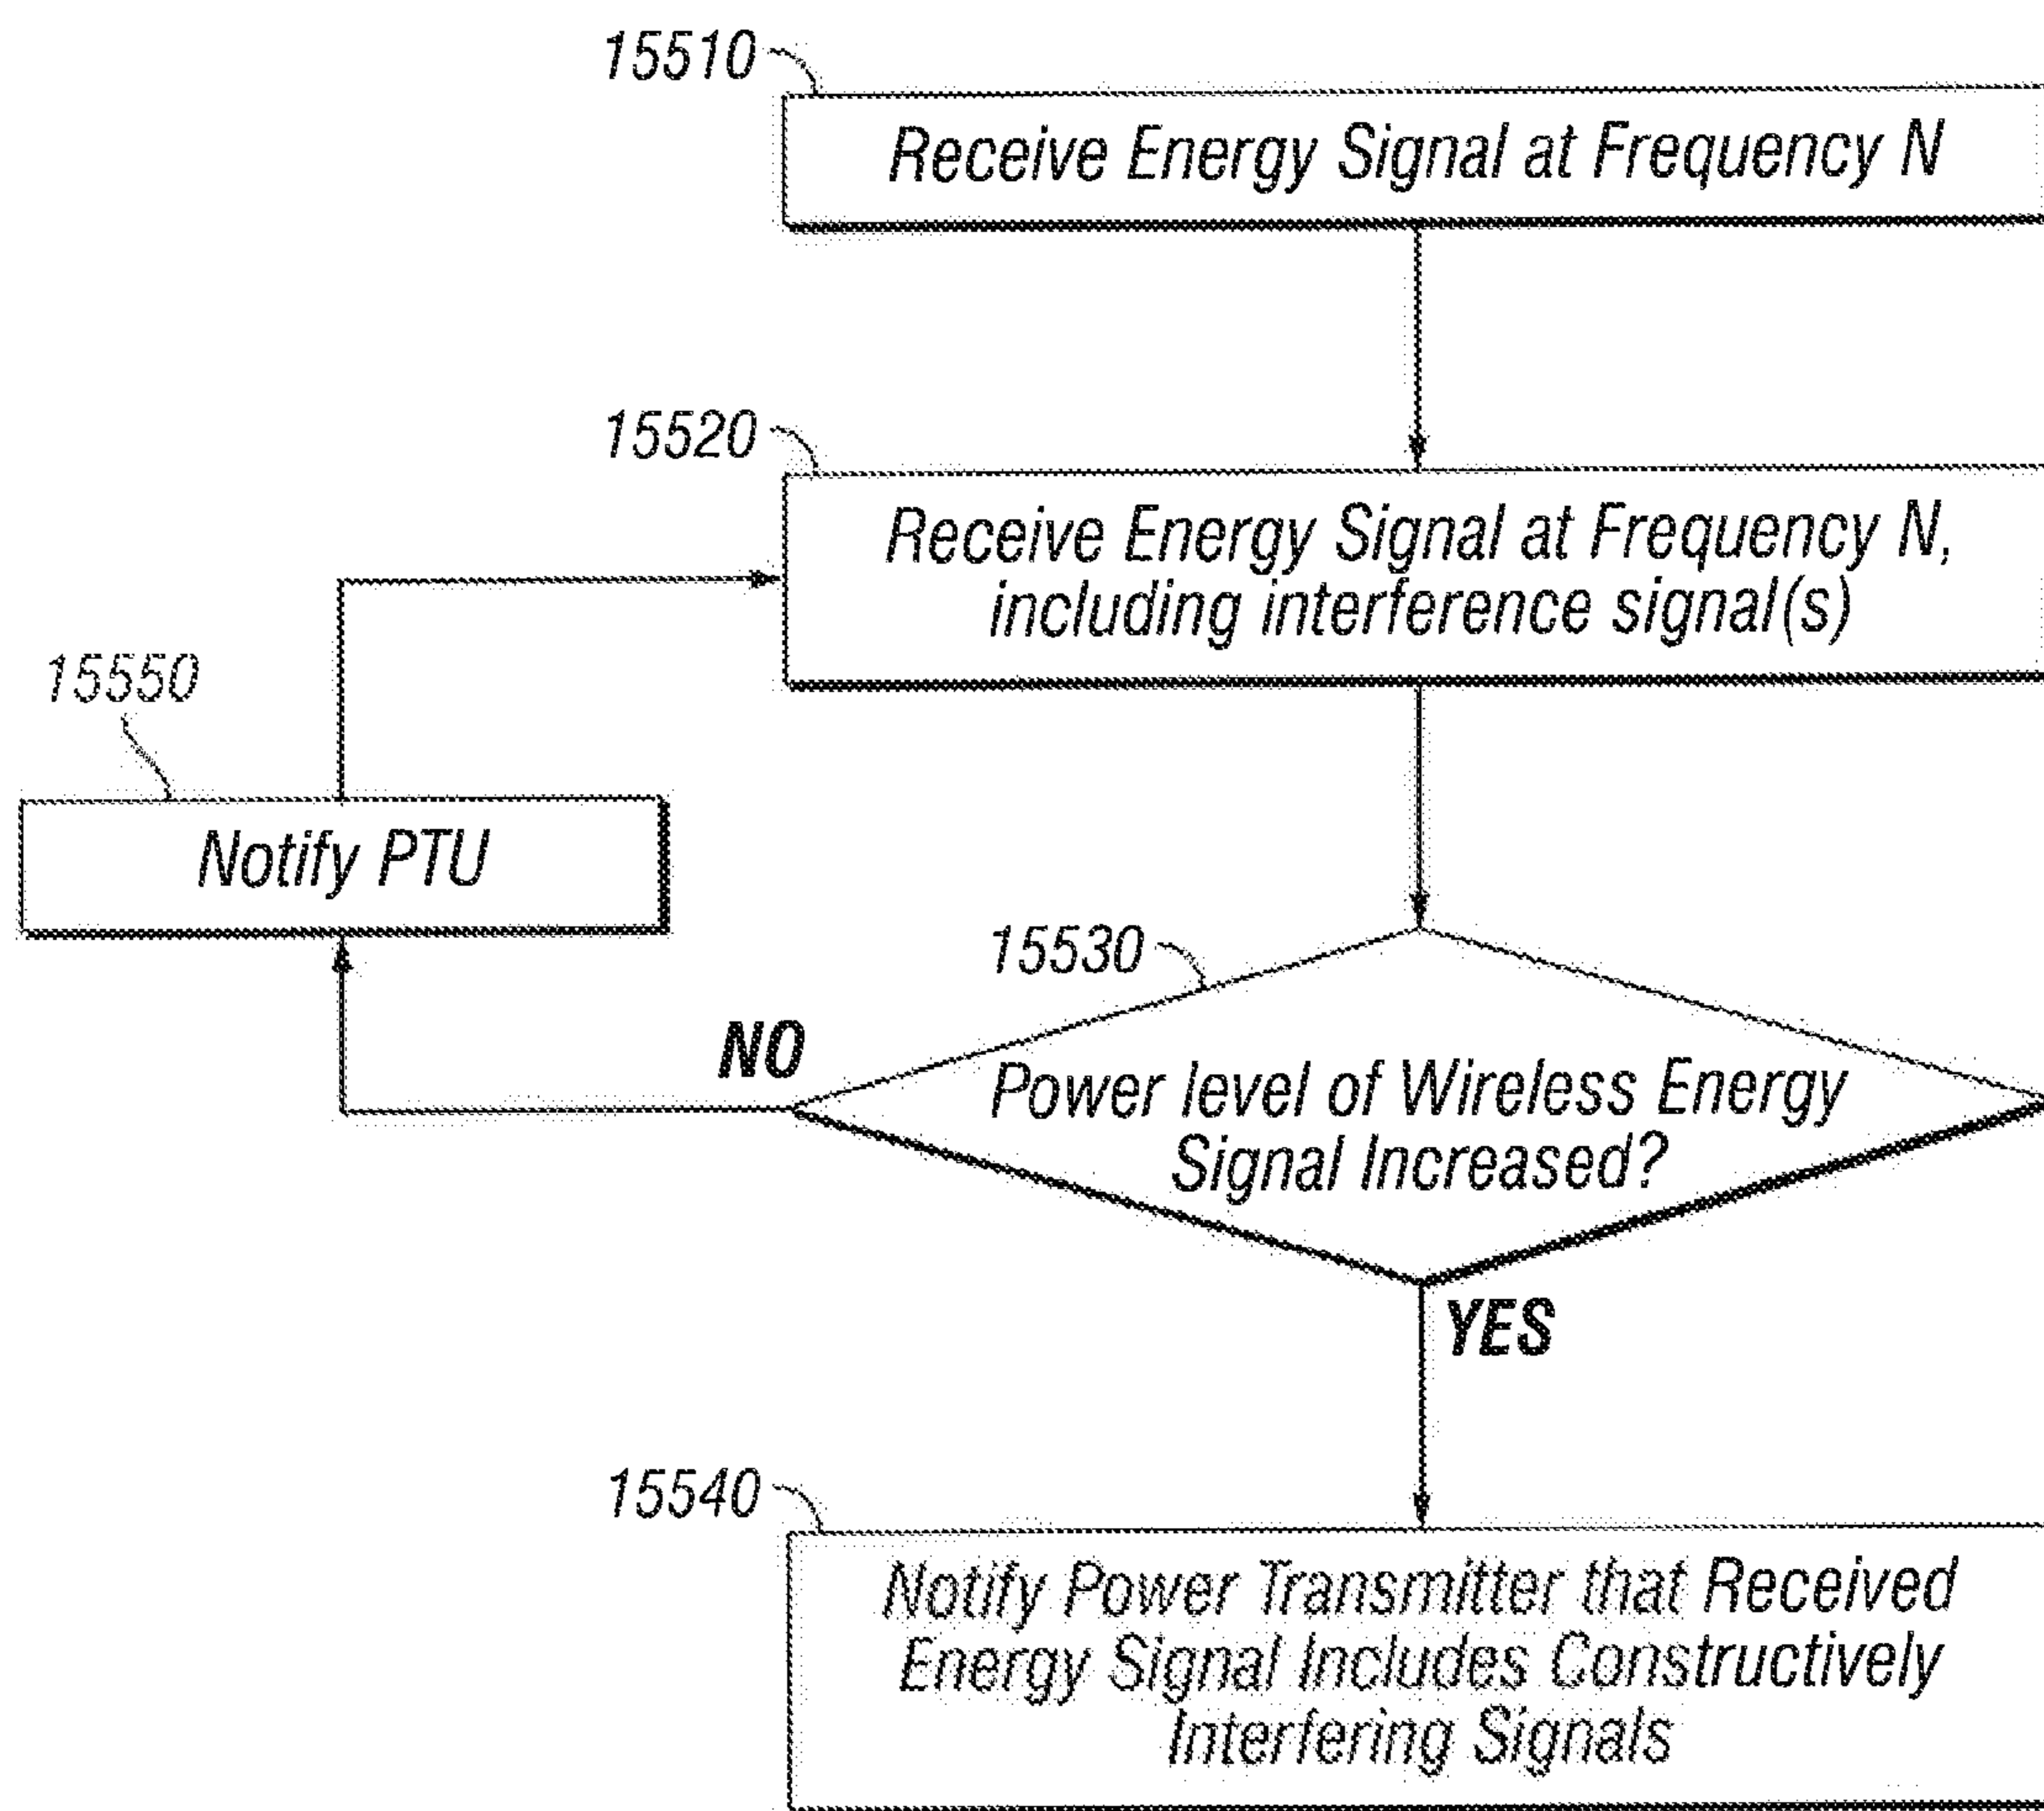 15510
Receive Energy Signal at Frequency N
15520
Receive Energy Signal at Frequency N,
including interference signal(s)
15550
Notify PTU
15530
NO
Power level of Wireless Energy
Signal Increased?
YES
15540
Notify Power Transmitter that Received
Energy Signal Includes Constructively
Interfering Signals